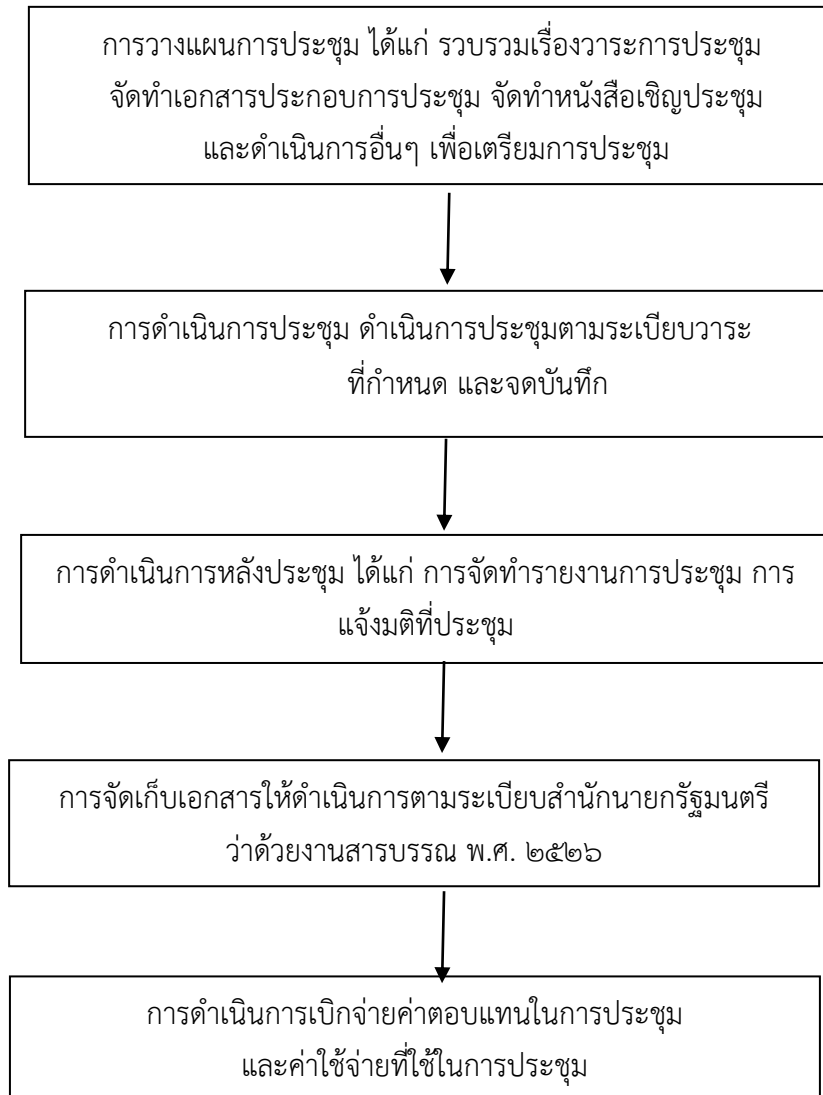 การวางแผนการประชุม ได้แก่ รวบรวมเรื่องวาระการประชุม
จัดทำเอกสารประกอบการประชุม จัดทำหนังสือเชิญประชุม
และดำเนินการอื่นๆ เพื่อเตรียมการประชุม
การดำเนินการประชุม ดำเนินการประชุมตามระเบียบวาระ
ที่กำหนด และจดบันทึก
การดำเนินการหลังประชุม ได้แก่ การจัดทำรายงานการประชุม การ
แจ้งมติที่ประชุม
การจัดเก็บเอกสารให้ดำเนินการตามระเบียบสำนักนายกรัฐมนตรี
ว่าด้วยงานสารบรรณ พ.ศ. ๒๕๒๖
การดำเนินการเบิกจ่ายค่าตอบแทนในการประชุม
และค่าใช้จ่ายที่ใช้ในการประชุม